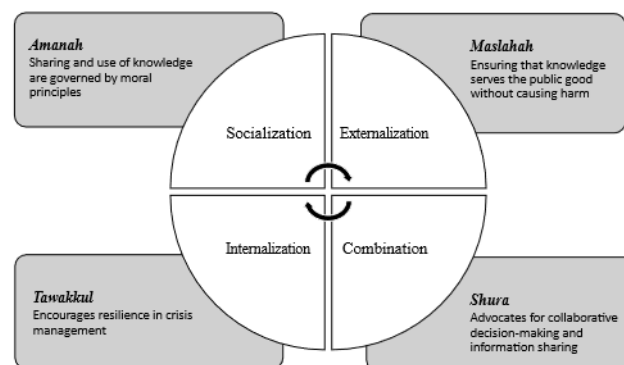 Amanah
Sharing and use of knowledge
are governed by moral
principles
Maslahah
Ensuring that knowledge
serves the public good
without causing harm
Socialization
Externalization
Internalization
Combination
Tawakkul
Encourages resilience in crisis
management
Shura
Advocates for collaborative
decision-making and
information sharing